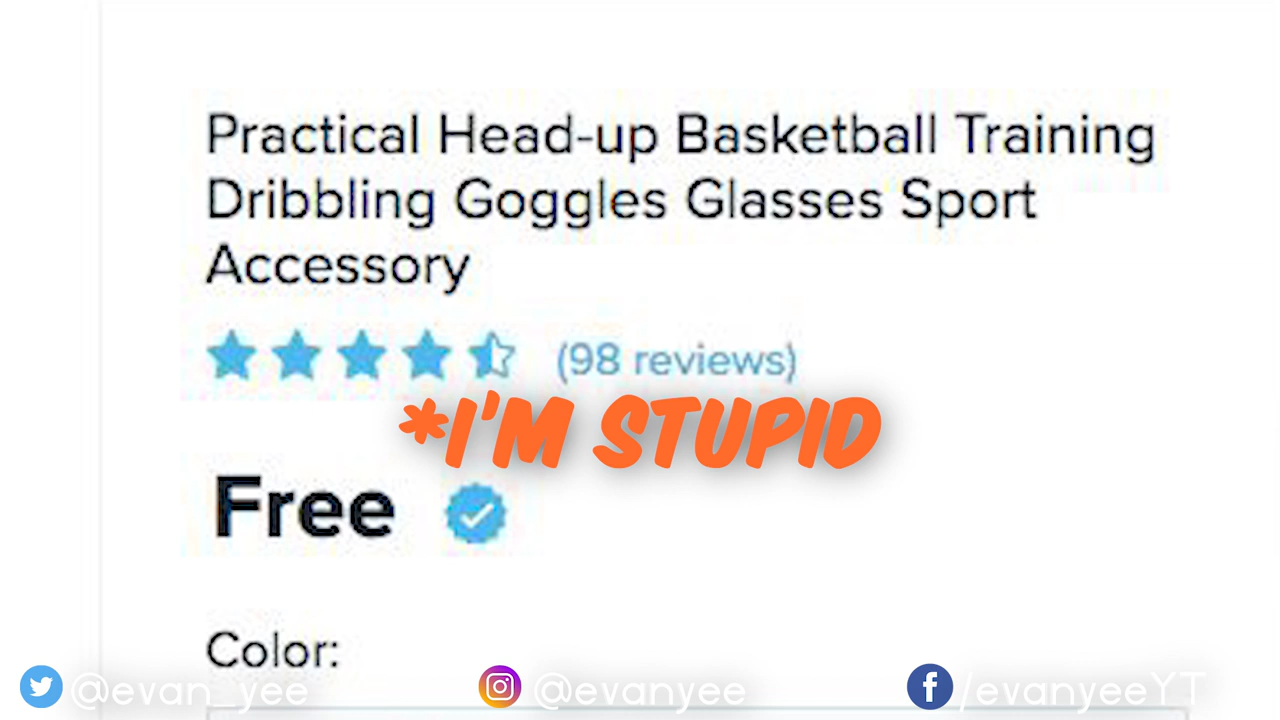 Practical Head-up Basketball Training
Dribbling Goggles Glasses Sport
Accessory
(98 reviews)
*I'M STUPID
Free
Color:
@evan_yee
@evanyee
/evanyeeYT